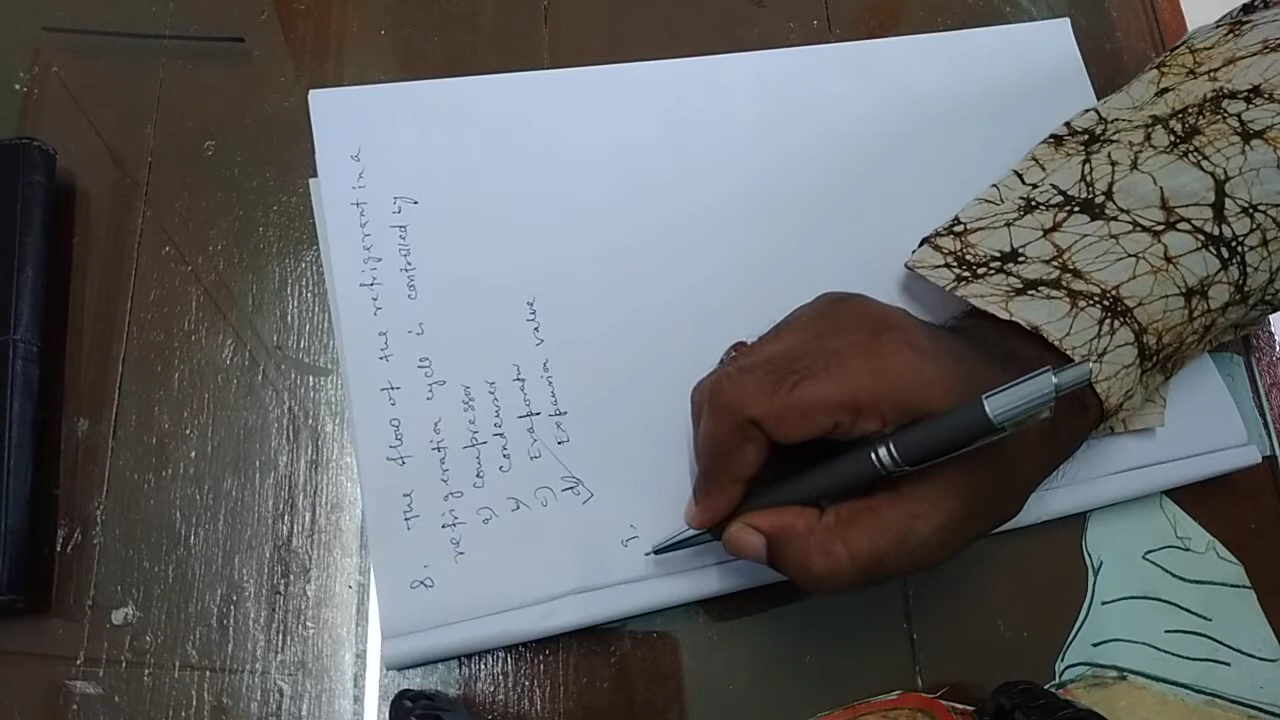 8. The flow of the refrigerant in a
refrigeration cycle is controlled by
a) compressor
b) Condenser
c) Evaporator
d) Expansion valve
9.